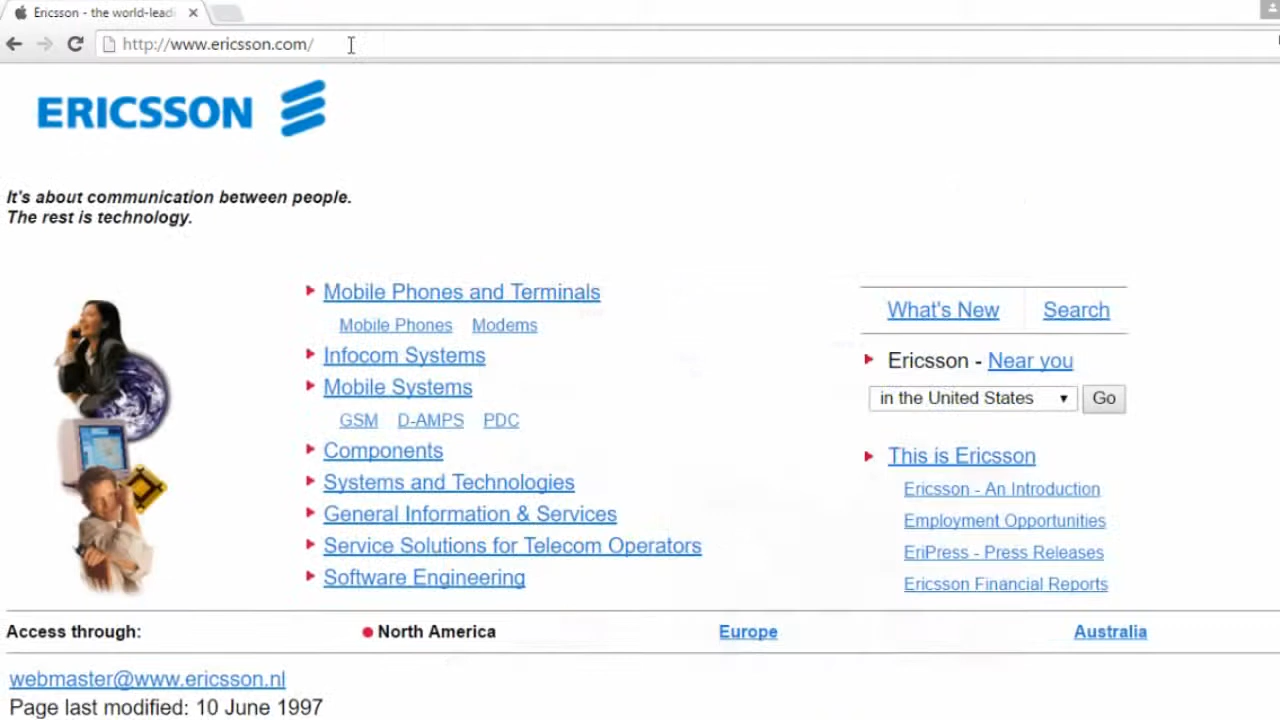 Ericsson - the world-leadi
http://www.ericsson.com/
ERICSSON
It's about communication between people.
The rest is technology.
Mobile Phones and Terminals
Mobile Phones Modems
Infocom Systems
Mobile Systems
GSM D-AMPS PDC
Components
Systems and Technologies
General Information & Services
Service Solutions for Telecom Operators
Software Engineering
What's New Search
Ericsson - Near you
in the United States Go
This is Ericsson
Ericsson - An Introduction
Employment Opportunities
EriPress - Press Releases
Ericsson Financial Reports
Access through: North America Europe Australia
webmaster@www.ericsson.nl
Page last modified: 10 June 1997